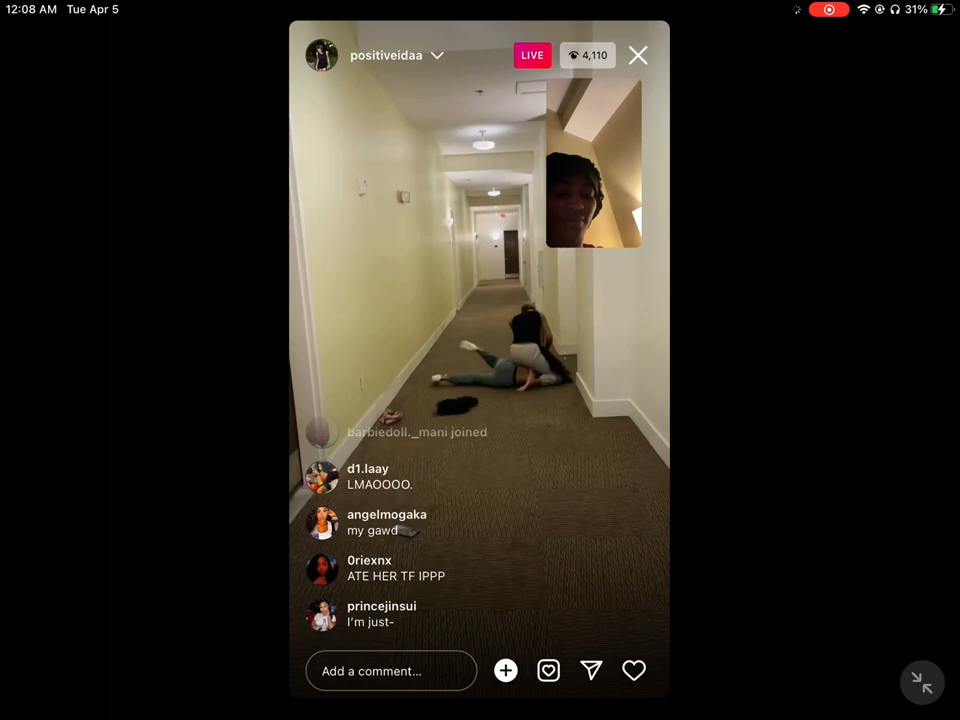 12:08 AM Tue Apr 5
31%
positiveidaa
LIVE
4,110
barbiedoll._mani joined
d1.laay
LMAOOOO.
angelmogaka
my gawd
0riexnx
ATE HER TF IPPP
princejinsui
I'm just-
Add a comment...